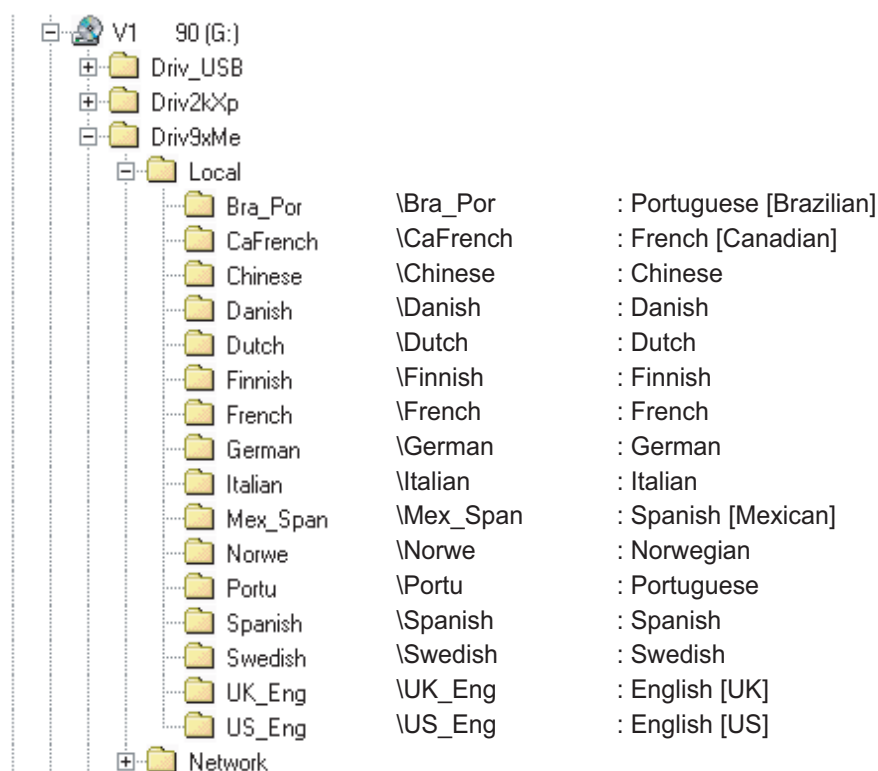 V1 90 (G:)
Driv_USB
Driv2kXp
Driv9xMe
Local
Bra_Por \Bra_Por : Portuguese [Brazilian]
CaFrench \CaFrench : French [Canadian]
Chinese \Chinese : Chinese
Danish \Danish : Danish
Dutch \Dutch : Dutch
Finnish \Finnish : Finnish
French \French : French
German \German : German
Italian \Italian : Italian
Mex_Span \Mex_Span : Spanish [Mexican]
Norwe \Norwe : Norwegian
Portu \Portu : Portuguese
Spanish \Spanish : Spanish
Swedish \Swedish : Swedish
UK_Eng \UK_Eng : English [UK]
US_Eng \US_Eng : English [US]
Network